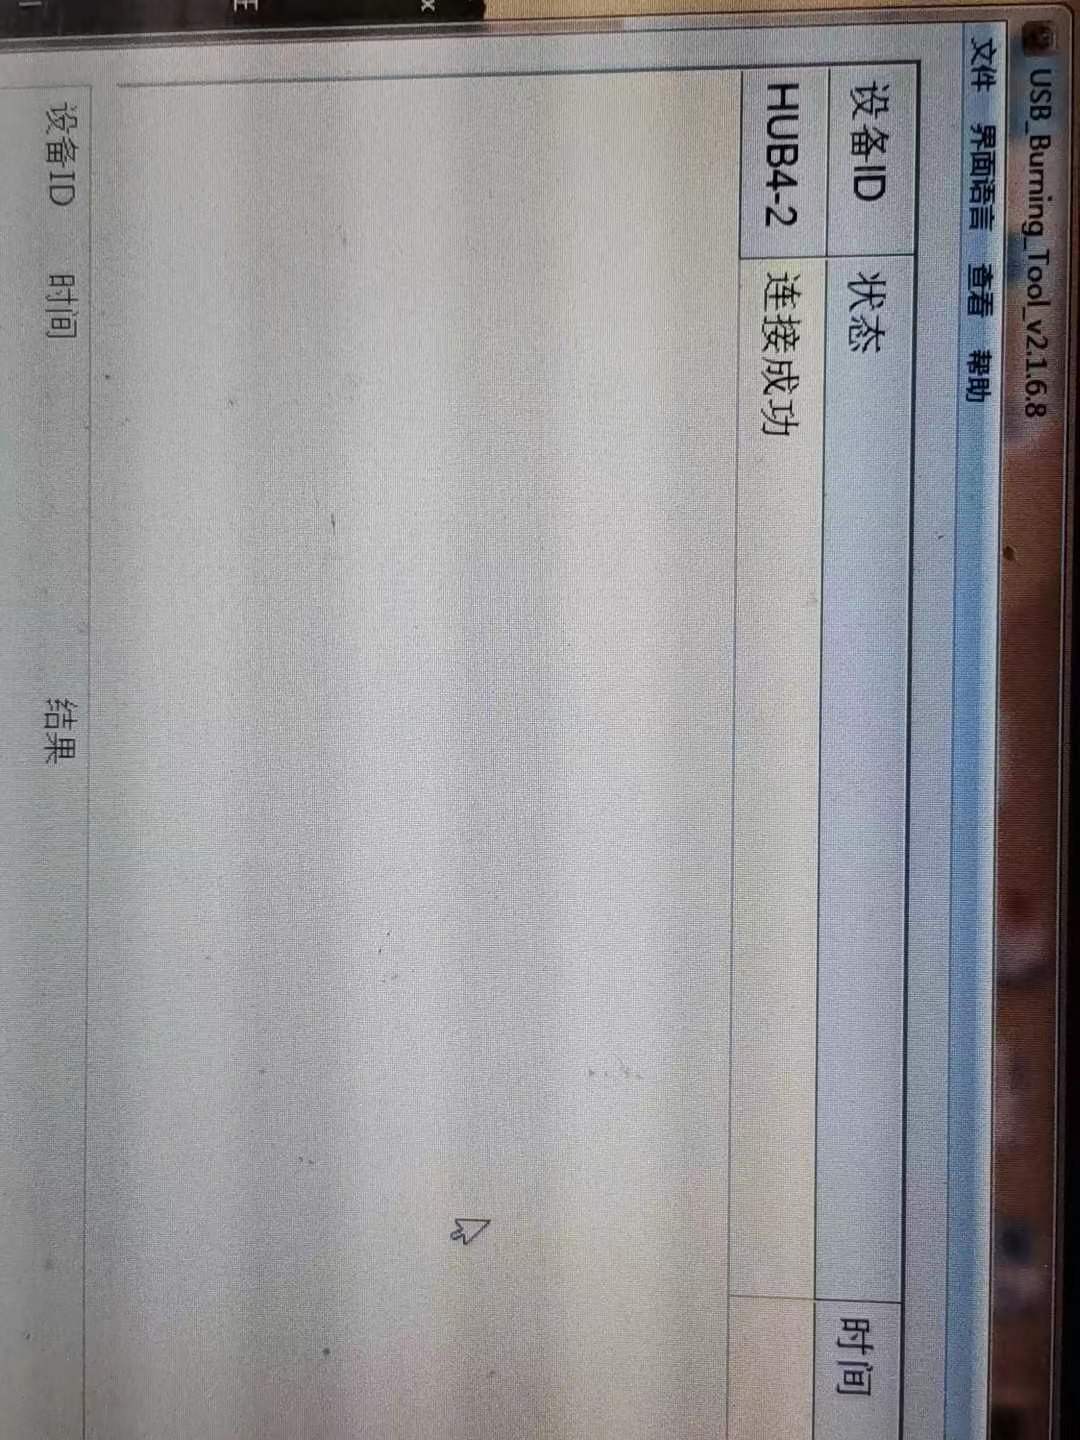 USB_Burning_Tool_v2.1.6.8
文件 界面语言 查看 帮助
设备ID 状态 时间
HUB4-2 连接成功
x
设备ID 时间 结果